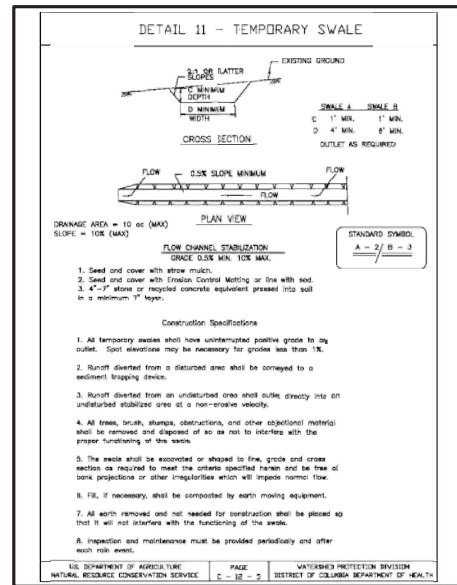 DETAIL 11 - TEMPORARY SWALE
EXISTING GROUND
2:1 OR FLATTER
SLOPES
C MINIMUM
DEPTH
D MINIMUM
WIDTH
CROSS SECTION
SWALE A SWALE B
C 1' MIN. 1' MIN.
D 4' MIN. 6' MIN.
OUTLET AS REQUIRED
FLOW 0.5% SLOPE MINIMUM FLOW
FLOW
PLAN VIEW
DRAINAGE AREA = 10 ac (MAX)
SLOPE = 10% (MAX)
STANDARD SYMBOL
A - 2/ B - 3
FLOW CHANNEL STABILIZATION
GRADE 0.5% MIN. 10% MAX.
1. Seed and cover with straw mulch.
2. Seed and cover with Erosion Control Matting or line with sod.
3. 4"-7" stone or recycled concrete equivalent pressed into soil
in a minimum 7" layer.
Construction Specifications
1. All temporary swales shall have uninterrupted positive grade to an
outlet. Spot elevations may be necessary for grades less than 1%.
2. Runoff diverted from a disturbed area shall be conveyed to a
sediment trapping device.
3. Runoff diverted from an undisturbed area shall outlet directly into an
undisturbed stabilized area at a non-erosive velocity.
4. All trees, brush, stumps, obstructions, and other objectional material
shall be removed and disposed of so as not to interfere with the
proper functioning of the swale.
5. The swale shall be excavated or shaped to line, grade and cross
section as required to meet the criteria specified herein and be free of
bank projections or other irregularities which will impede normal flow.
6. Fill, if necessary, shall be compacted by earth moving equipment.
7. All earth removed and not needed for construction shall be placed so
that it will not interfere with the functioning of the swale.
8. Inspection and maintenance must be provided periodically and after
each rain event.
U.S. DEPARTMENT OF AGRICULTURE PAGE WATERSHED PROTECTION DIVISION
NATURAL RESOURCE CONSERVATION SERVICE C - 12 - 5 DISTRICT OF COLUMBIA DEPARTMENT OF HEALTH